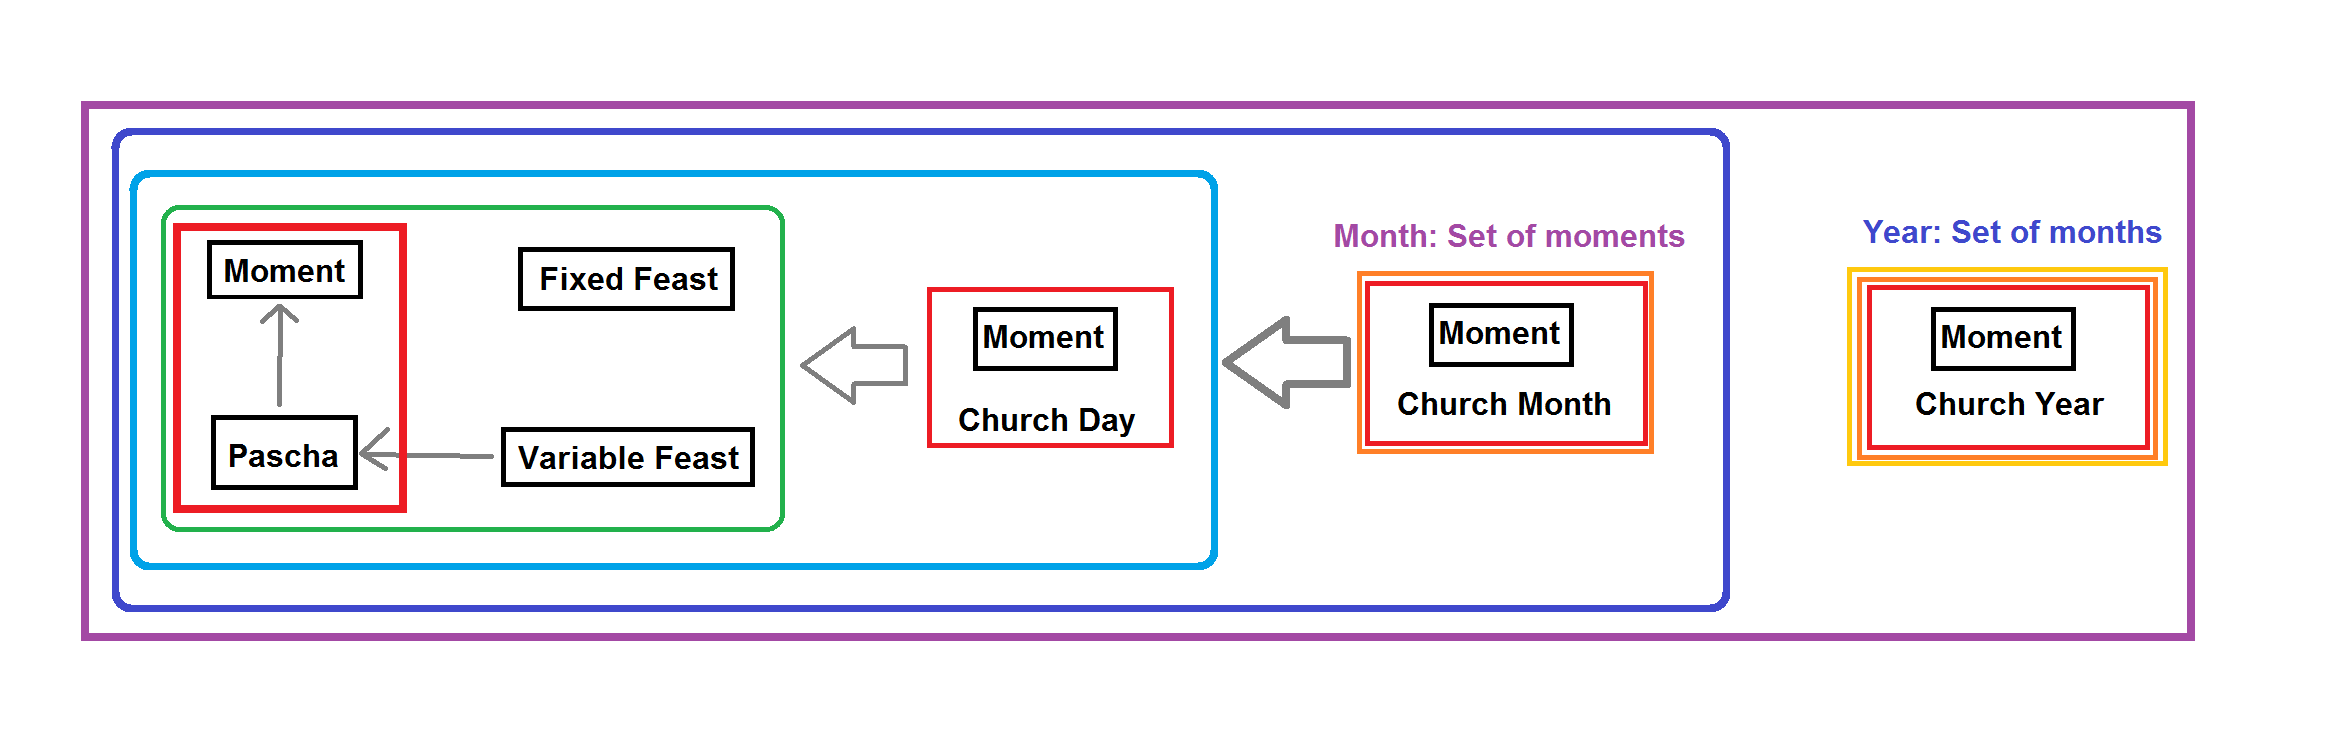 Moment
Pascha
Fixed Feast
Variable Feast
Moment
Church Day
Month: Set of moments
Moment
Church Month
Year: Set of months
Moment
Church Year